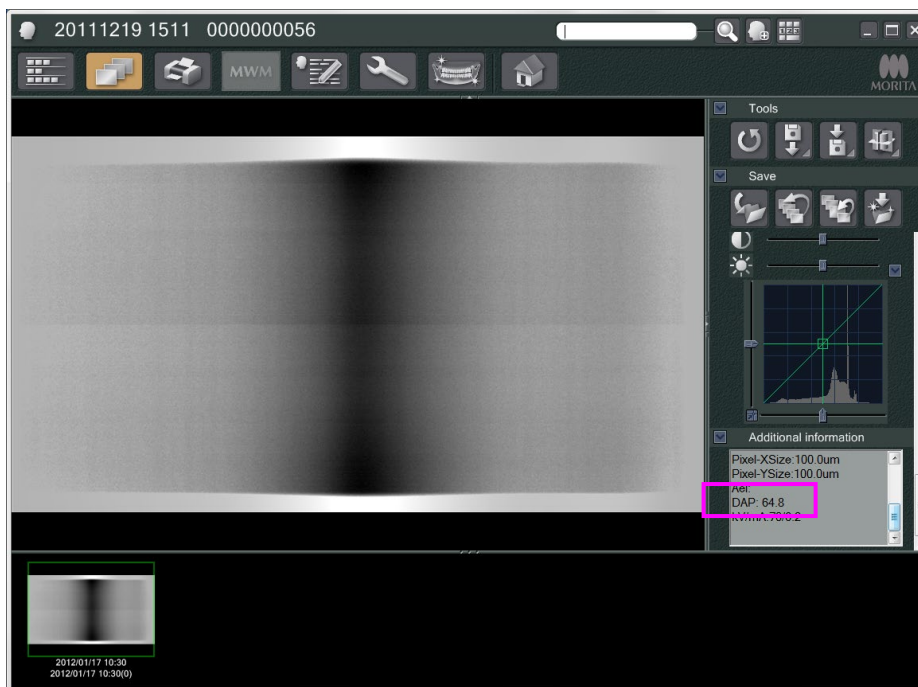 20111219 1511 0000000056
MWM
MORITA
Tools
Save
Additional information
Pixel-XSize:100.0um
Pixel-YSize:100.0um
Aei:
DAP: 64.8
2012/01/17 10:30
2012/01/17 10:30(0)